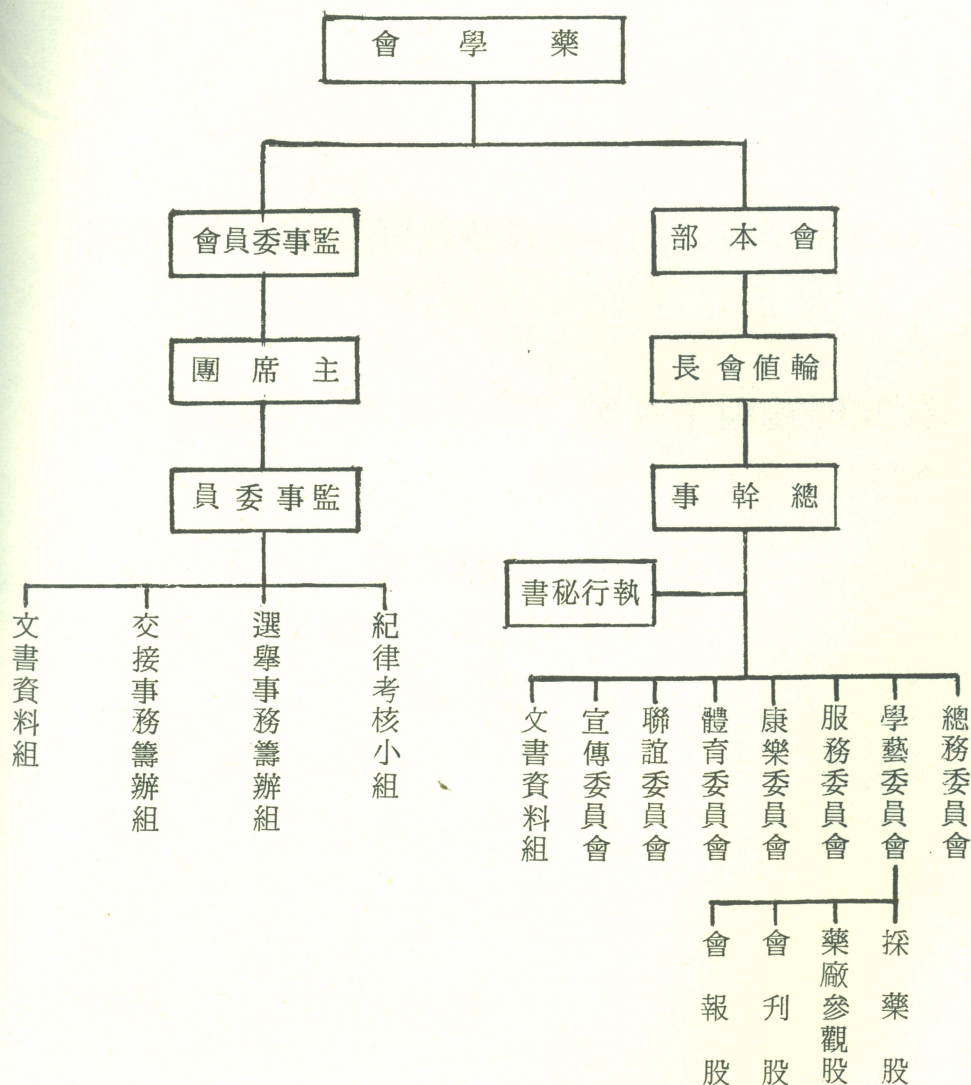 藥學會
會本部
監事委員會
輪值會長
主席團
總幹事
監事委員
執行秘書
紀律考核小組
選舉事務籌辦組
交接事務籌辦組
文書資料組
總務委員會
學藝委員會
服務委員會
康樂委員會
體育委員會
聯誼委員會
宣傳委員會
文書資料組
採藥股
藥廠參觀股
會刋股
會報股